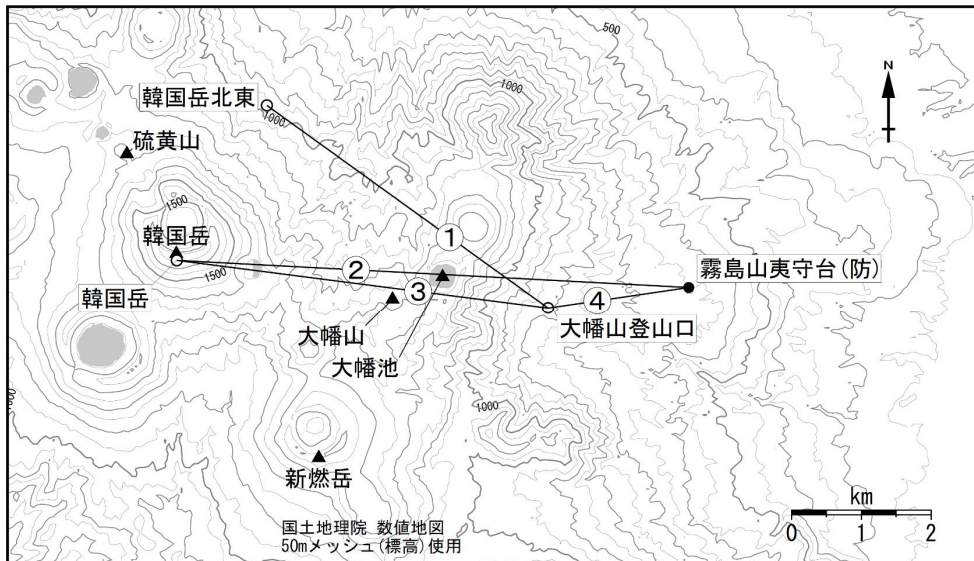 500
1000
韓国岳北東
1000
N
硫黄山
1500
①
韓国岳
霧島山夷守台(防)
②
1500
③
④
韓国岳
大幡山登山口
大幡山
大幡池
1000
新燃岳
km
0 1 2
国土地理院 数値地図
50mメッシュ(標高)使用